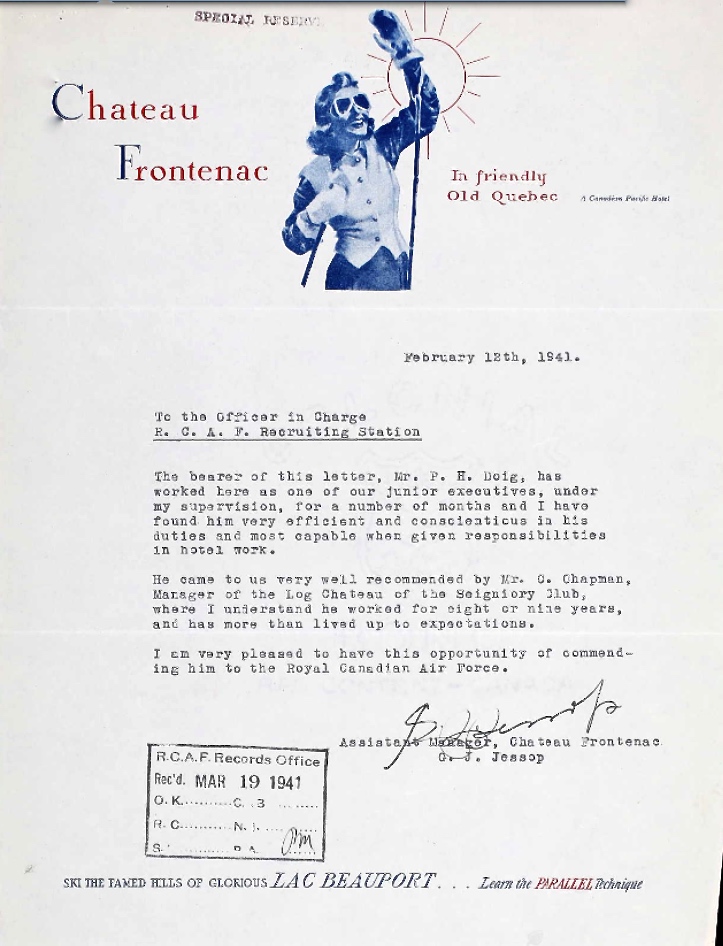 SPECIAL RESERVE
Chateau
Frontenac
In friendly
Old Quebec
A Canadian Pacific Hotel
February 12th, 1941.
To the Officer in Charge
R. C. A. F. Recruiting Station
The bearer of this letter, Mr. P. H. Doig, has
worked here as one of our junior executives, under
my supervision, for a number of months and I have
found him very efficient and conscientious in his
duties and most capable when given responsibilities
in hotel work.
He came to us very well recommended by Mr. C. Chapman,
Manager of the Log Chateau of the Seigniory Club,
where I understand he worked for eight or nine years,
and has more than lived up to expectations.
I am very pleased to have this opportunity of commend-
ing him to the Royal Canadian Air Force.
Jessop
Assistant Manager, Chateau Frontenac
G. J. Jessop
R.C.A.F. Records Office
Rec'd. MAR 19 1941
O.K..........C. 3 .........
R. C...........N.
S.
SKI THE FAMED HILLS OF GLORIOUS LAC BEAUPORT . . . Learn the PARALLEL Technique